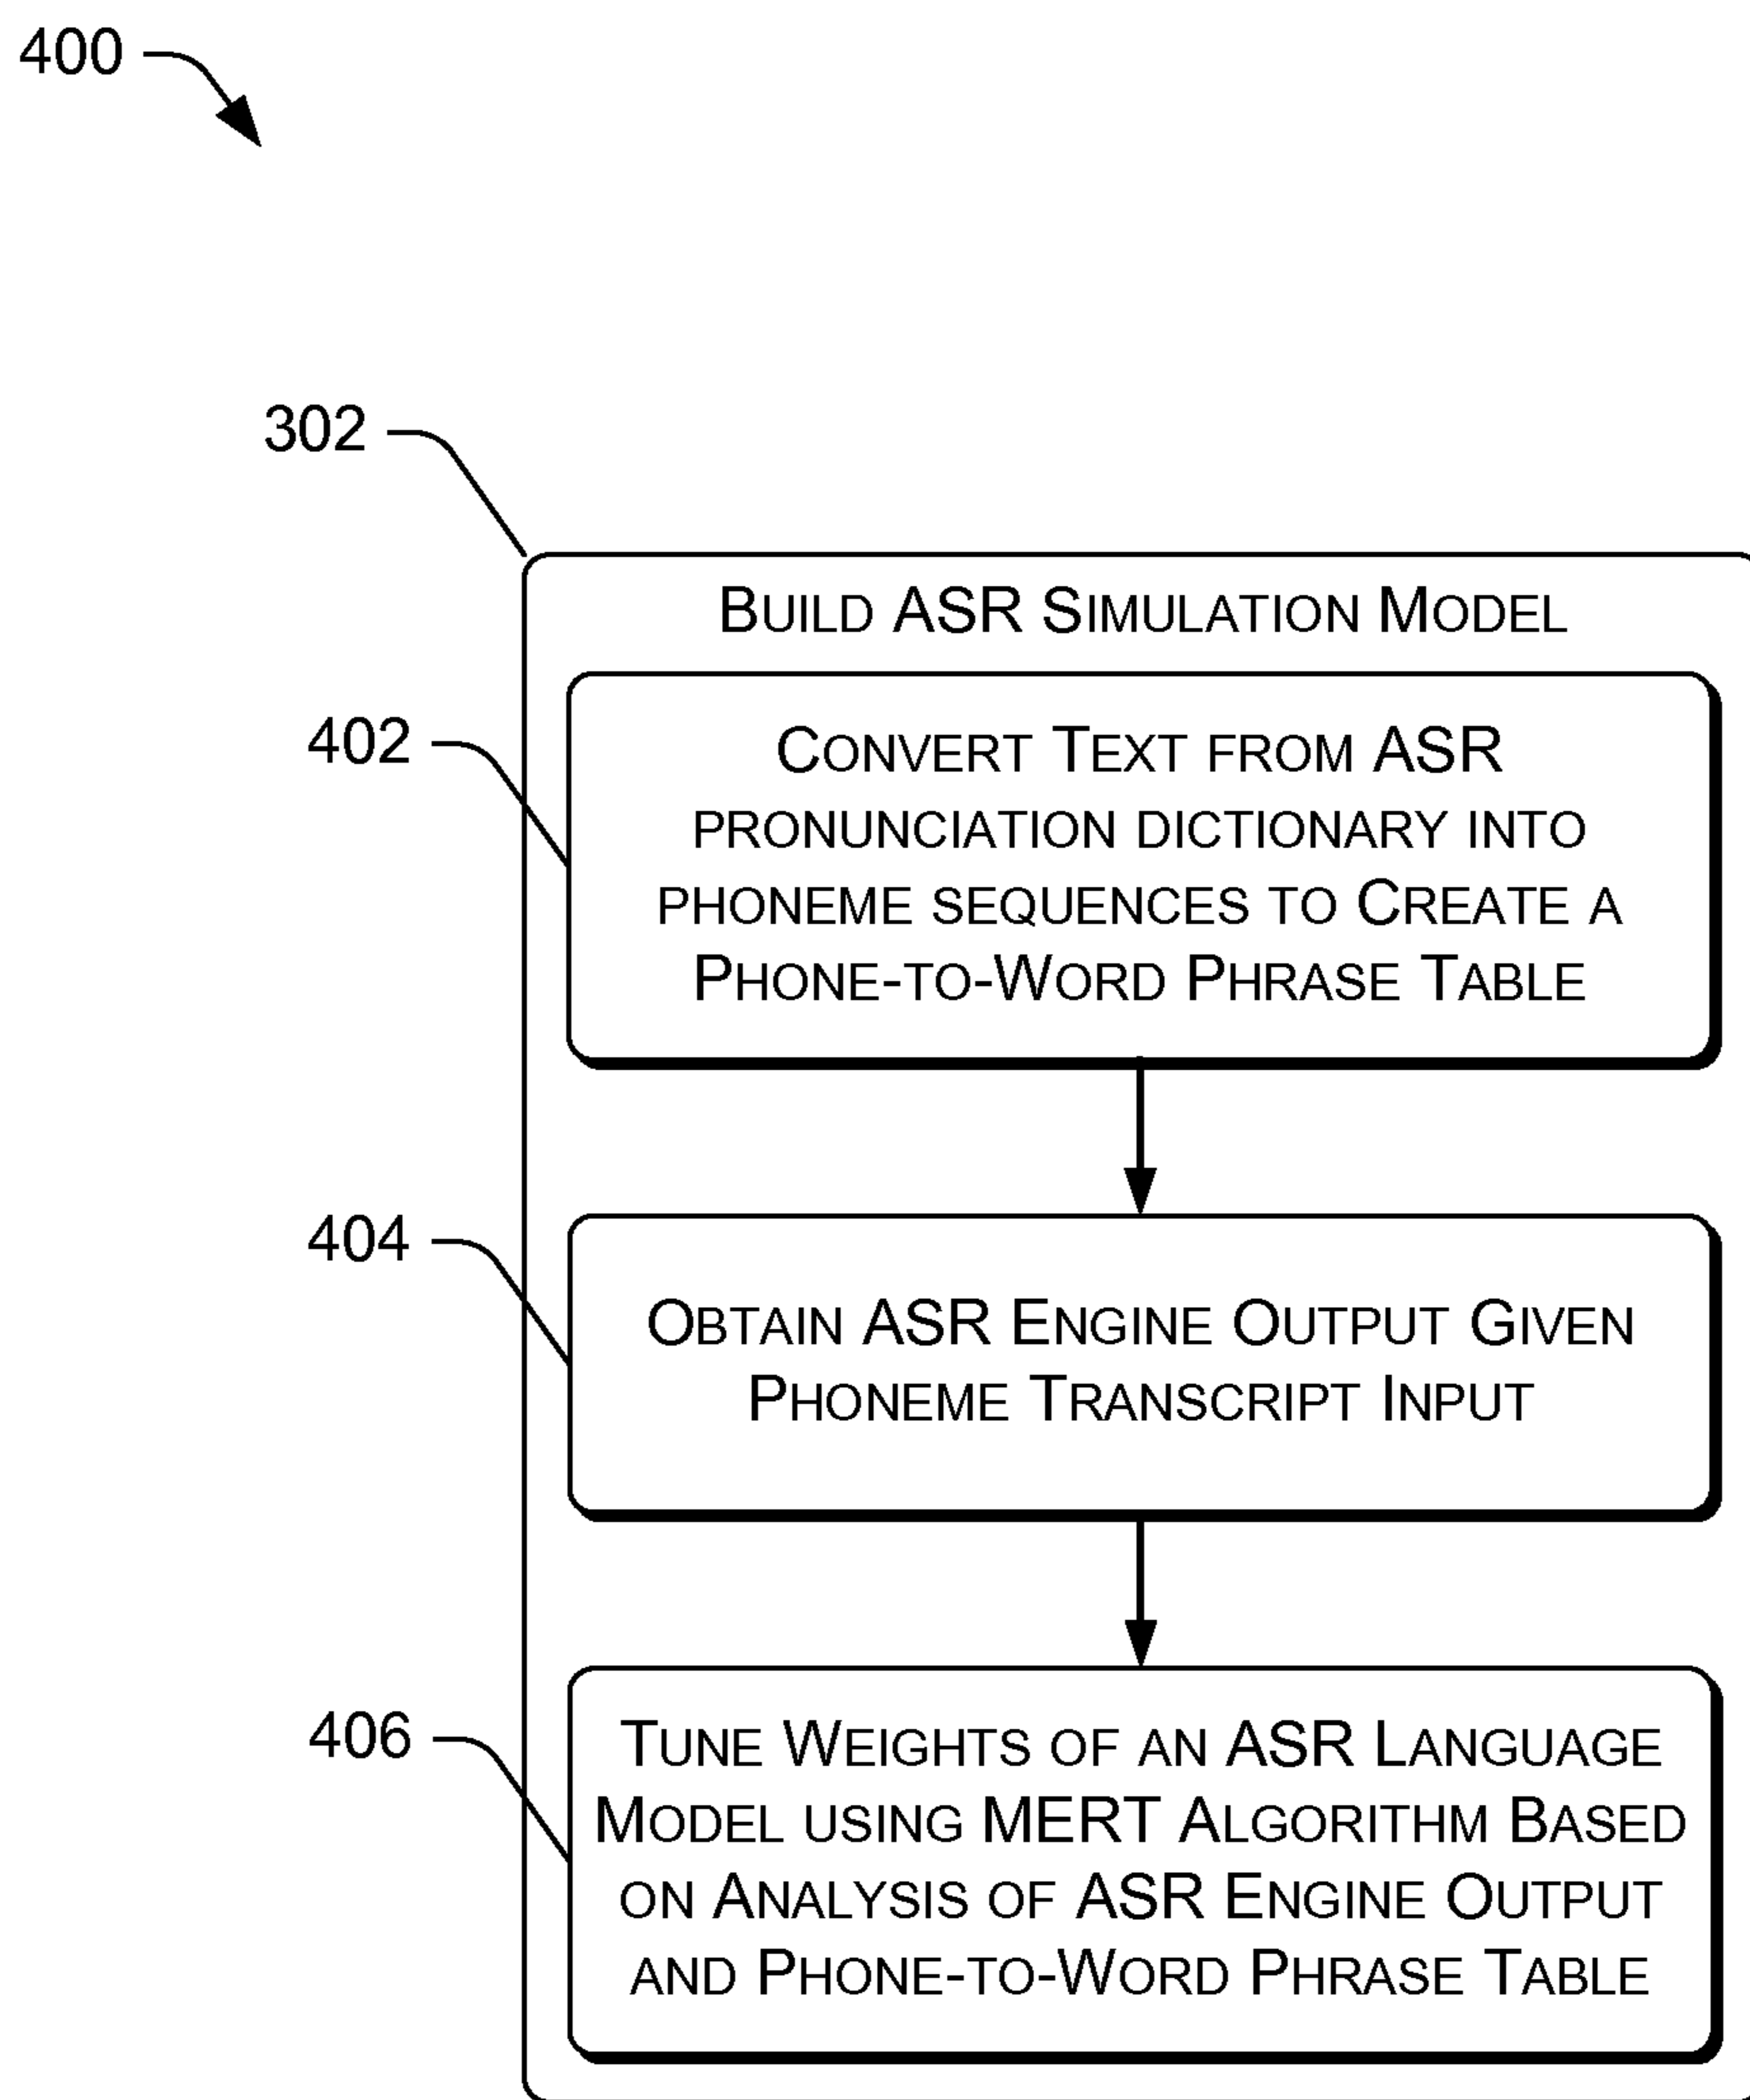 400
302
BUILD ASR SIMULATION MODEL
402
CONVERT TEXT FROM ASR
PRONUNCIATION DICTIONARY INTO
PHONEME SEQUENCES TO CREATE A
PHONE-TO-WORD PHRASE TABLE
404
OBTAIN ASR ENGINE OUTPUT GIVEN
PHONEME TRANSCRIPT INPUT
406
TUNE WEIGHTS OF AN ASR LANGUAGE
MODEL USING MERT ALGORITHM BASED
ON ANALYSIS OF ASR ENGINE OUTPUT
AND PHONE-TO-WORD PHRASE TABLE